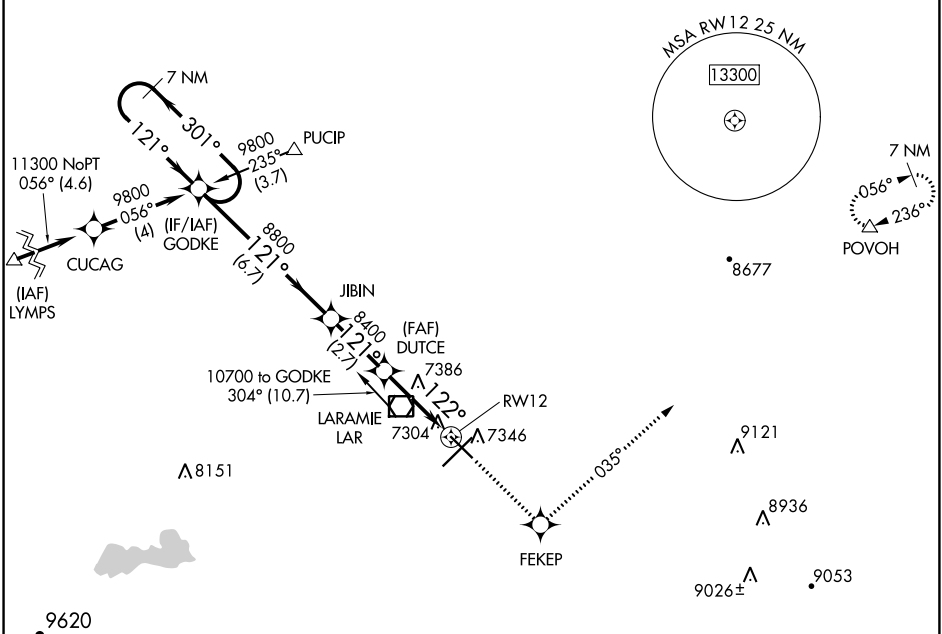 MSA RW12 25 NM
13300
7 NM
301°
121°
9800
235°
(3.7)
PUCIP
11300 NoPT
056° (4.6)
9800
056°
(4)
(IF/IAF)
GODKE
CUCAG
(IAF)
LYMPS
7 NM
056°
236°
POVOH
8677
8800
121°
(6.7)
JIBIN
8400
121°
(2.7)
(FAF)
DUTCE
7386
10700 to GODKE
304° (10.7)
122°
RW12
LARAMIE
LAR
7304
7346
9121
8151
035°
8936
FEKEP
9026±
9053
9620